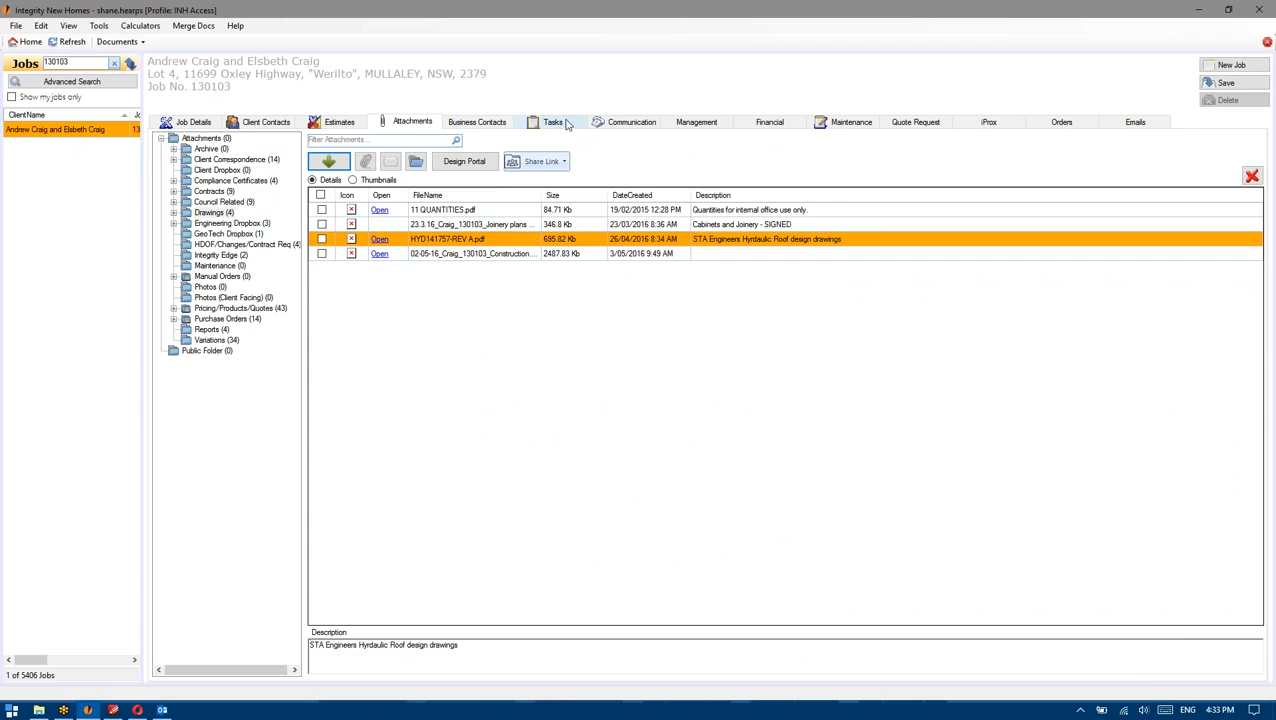 Integrity New Homes - shane.hearps [Profile: INH Access]
File Edit View Tools Calculators Merge Docs Help
Home Refresh Documents
Jobs 130103
Advanced Search
Show my jobs only
ClientName
Andrew Craig and Elsbeth Craig 13
1 of 5406 Jobs
Andrew Craig and Elsbeth Craig
Lot 4, 11699 Oxley Highway, "Werilto", MULLALEY, NSW, 2379
Job No. 130103
New Job
Save
Delete
Job Details Client Contacts Estimates Attachments Business Contacts Tasks Communication Management Financial Maintenance Quote Request iProx Orders Emails
Attachments (0)
Archive (0)
Client Correspondence (14)
Client Dropbox (0)
Compliance Certificates (4)
Contracts (9)
Council Related (9)
Drawings (4)
Engineering Dropbox (3)
GeoTech Dropbox (1)
HDOF/Changes/Contract Req (4)
Integrity Edge (2)
Maintenance (0)
Manual Orders (0)
Photos (0)
Photos (Client Facing) (0)
Pricing/Products/Quotes (43)
Purchase Orders (14)
Reports (4)
Variations (34)
Public Folder (0)
Filter Attachments...
Design Portal Share Link
Details Thumbnails
Icon Open FileName Size DateCreated Description
Open 11 QUANTITIES.pdf 84.71 Kb 19/02/2015 12:28 PM Quantities for internal office use only.
Open 23.3.16_Craig_130103_Joinery plans ... 346.8 Kb 23/03/2016 8:36 AM Cabinets and Joinery - SIGNED
Open HYD141757-REV A.pdf 695.82 Kb 26/04/2016 8:34 AM STA Engineers Hyrdaulic Roof design drawings
Open 02-05-16_Craig_130103_Construction.... 2487.83 Kb 3/05/2016 9:49 AM
Description
STA Engineers Hyrdaulic Roof design drawings
ENG 4:33 PM